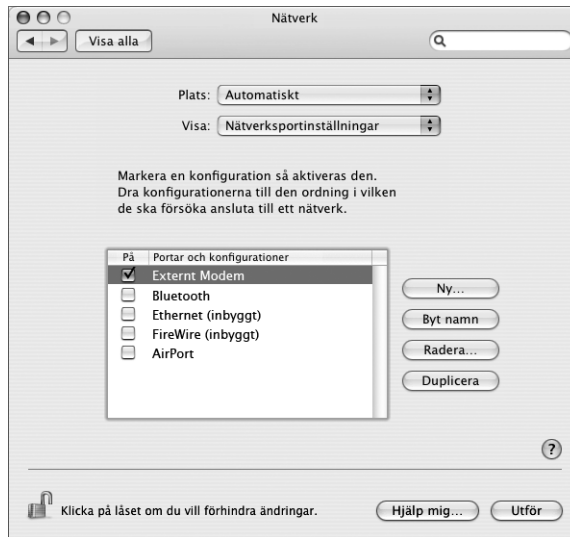 Nätverk
Visa alla
Plats: Automatiskt
Visa: Nätverksportinställningar
Markera en konfiguration så aktiveras den.
Dra konfigurationerna till den ordning i vilken
de ska försöka ansluta till ett nätverk.
På Portar och konfigurationer
Externt Modem
Bluetooth
Ethernet (inbyggt)
FireWire (inbyggt)
AirPort
Ny...
Byt namn
Radera...
Duplicera
?
Klicka på låset om du vill förhindra ändringar.
Hjälp mig... Utför